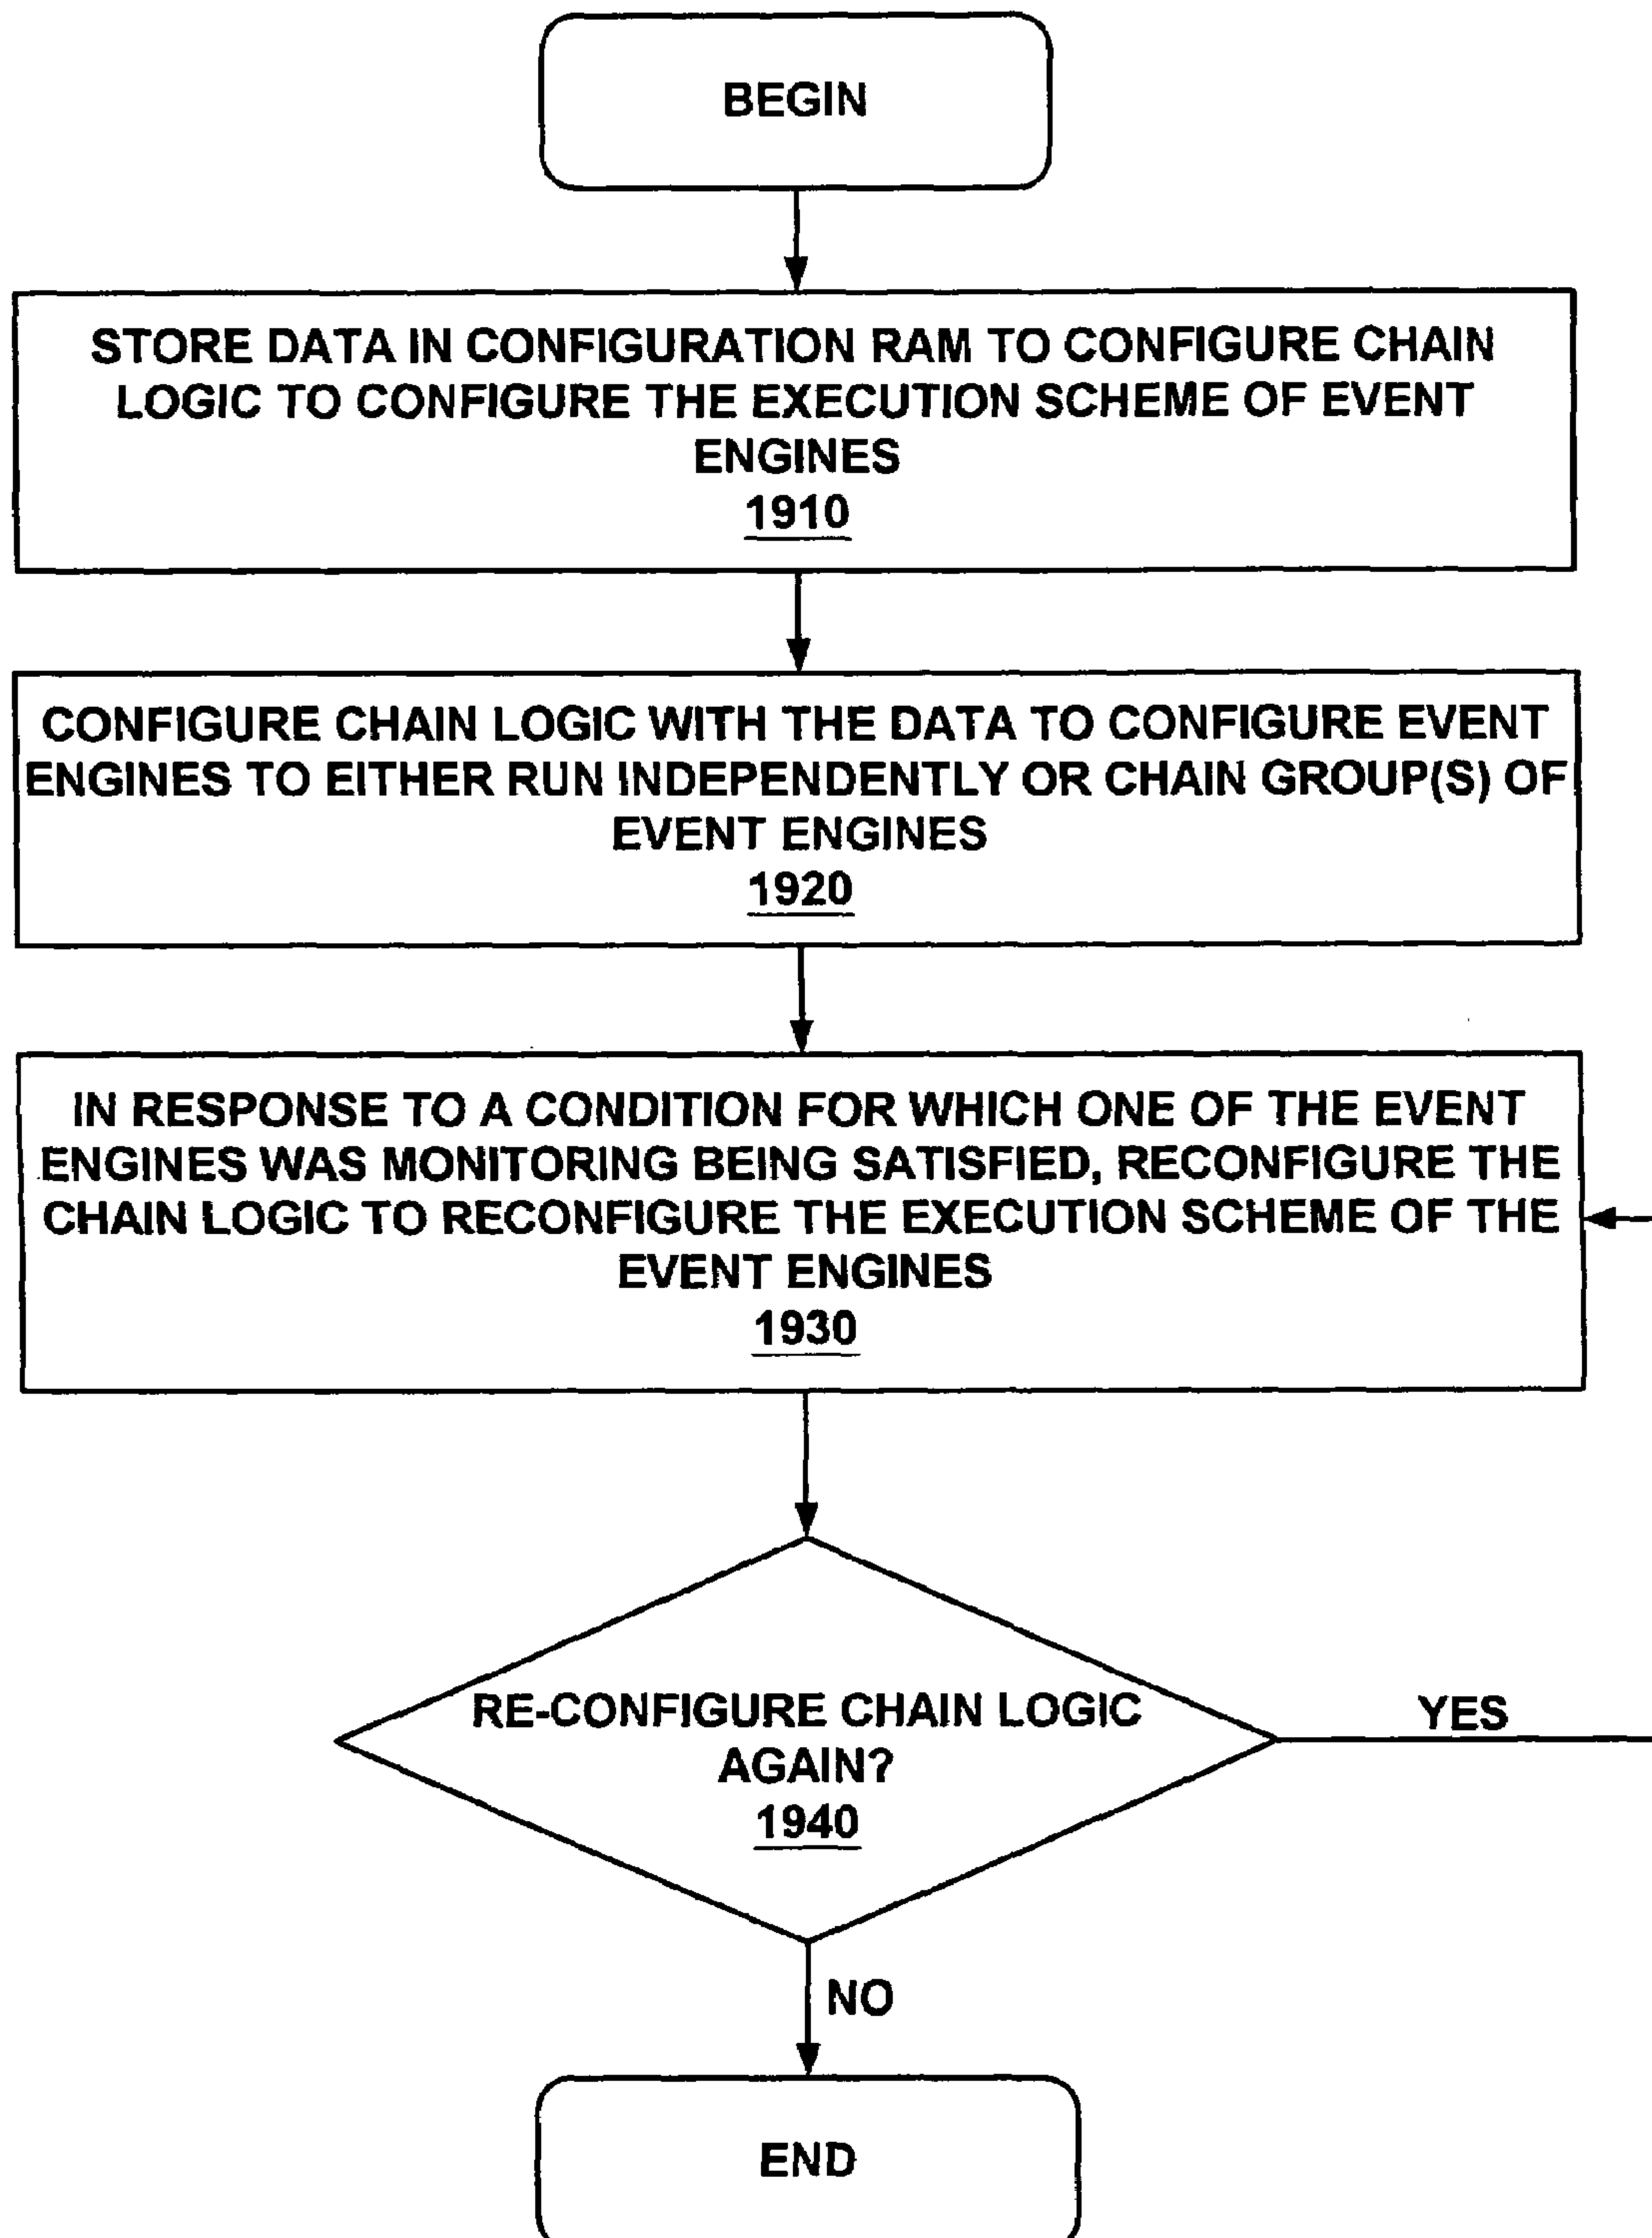 BEGIN
STORE DATA IN CONFIGURATION RAM TO CONFIGURE CHAIN
LOGIC TO CONFIGURE THE EXECUTION SCHEME OF EVENT
ENGINES
1910
CONFIGURE CHAIN LOGIC WITH THE DATA TO CONFIGURE EVENT
ENGINES TO EITHER RUN INDEPENDENTLY OR CHAIN GROUP(S) OF
EVENT ENGINES
1920
IN RESPONSE TO A CONDITION FOR WHICH ONE OF THE EVENT
ENGINES WAS MONITORING BEING SATISFIED, RECONFIGURE THE
CHAIN LOGIC TO RECONFIGURE THE EXECUTION SCHEME OF THE
EVENT ENGINES
1930
RE-CONFIGURE CHAIN LOGIC
AGAIN?
1940
YES
NO
END